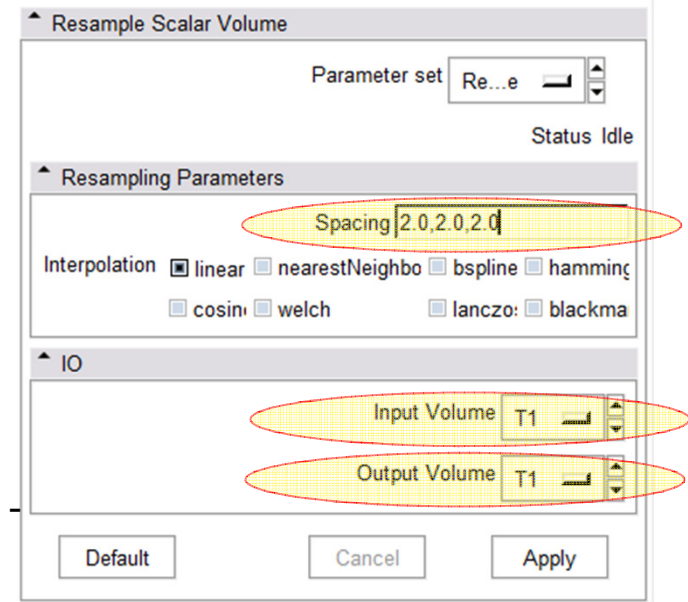 Resample Scalar Volume
Parameter set Re...e
Status Idle
Resampling Parameters
Spacing 2.0,2.0,2.0
Interpolation linear nearestNeighbo bspline hamming
cosin welch lanczo blackma
IO
Input Volume T1
Output Volume T1
Default Cancel Apply